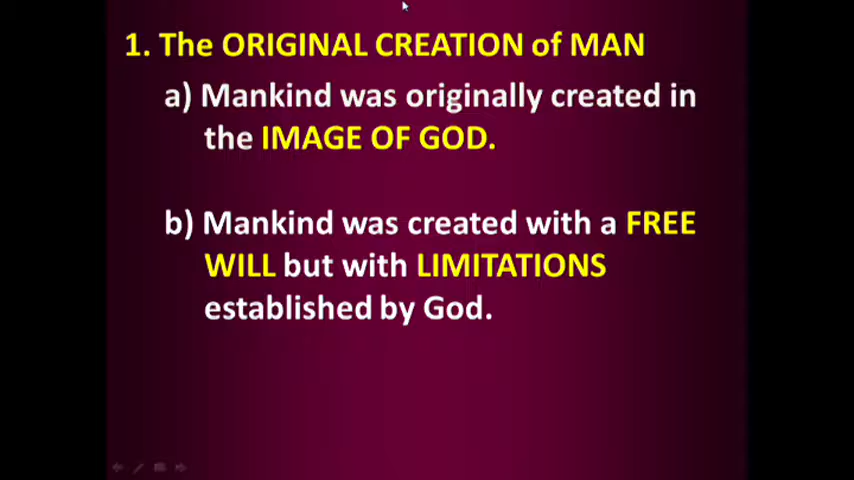 1. The ORIGINAL CREATION of MAN
a) Mankind was originally created in
the IMAGE OF GOD.
b) Mankind was created with a FREE
WILL but with LIMITATIONS
established by God.